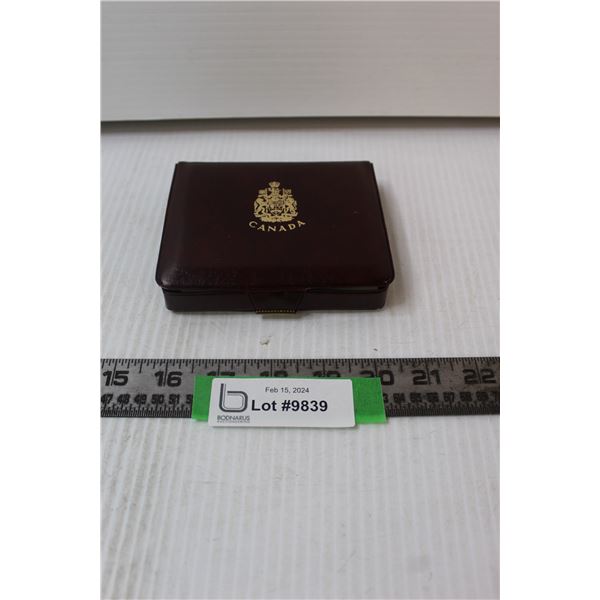 CANADA
15 16 17 18 19 20 21 22
Feb 15, 2024
Lot #9839
BODNARUS